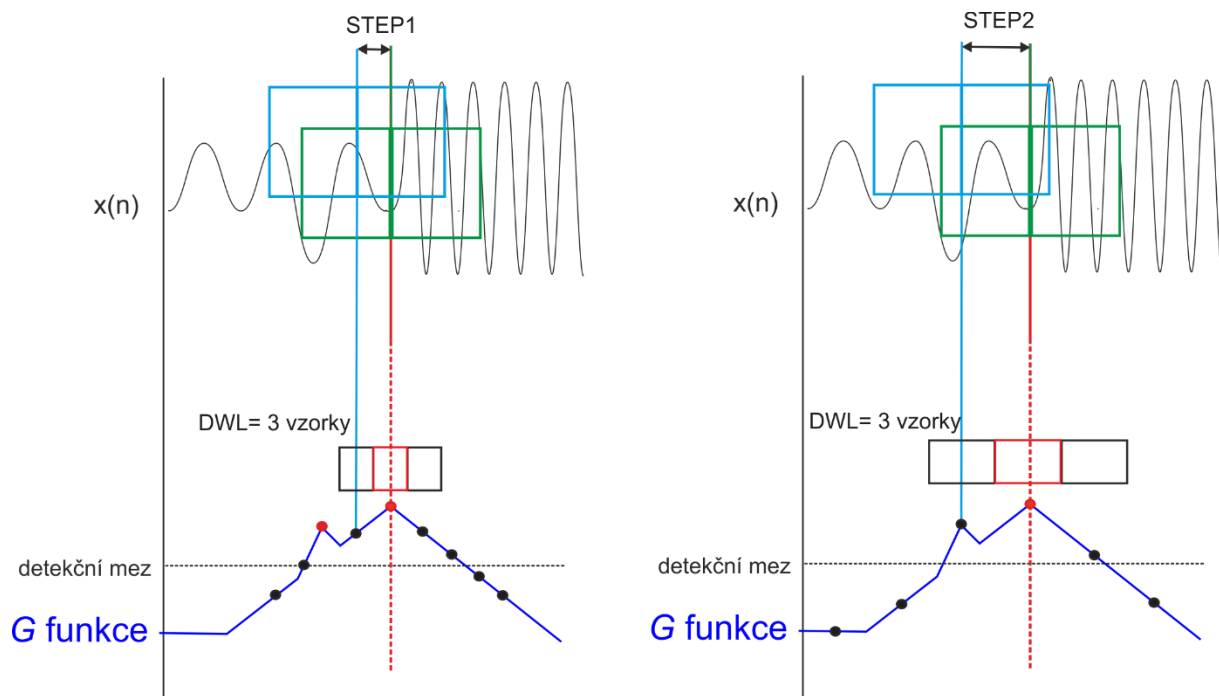 STEP1
x(n)
DWL= 3 vzorky
detekční mez
G funkce
STEP2
x(n)
DWL= 3 vzorky
detekční mez
G funkce